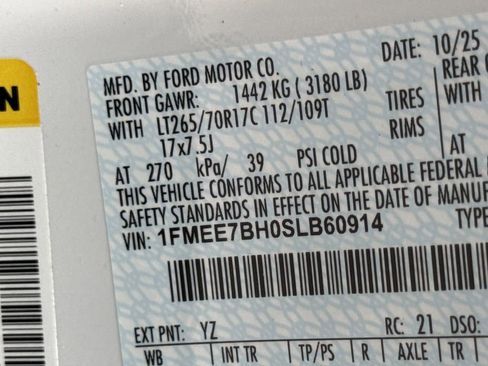 N
MFD. BY FORD MOTOR CO.
DATE: 10/25
FRONT GAWR: 1442 KG ( 3180 LB)
REAR
WITH LT265/70R17C 112/109T
TIRES
WITH
17x7.5J
RIMS
AT 270 kPa/ 39 PSI COLD
AT
THIS VEHICLE CONFORMS TO ALL APPLICABLE FEDERAL
SAFETY STANDARDS IN EFFECT ON THE DATE OF MANUF
VIN: 1FMEE7BH0SLB60914
TYPE
EXT PNT: YZ
RC: 21 DSO:
WB INT TR TP/PS R AXLE TR